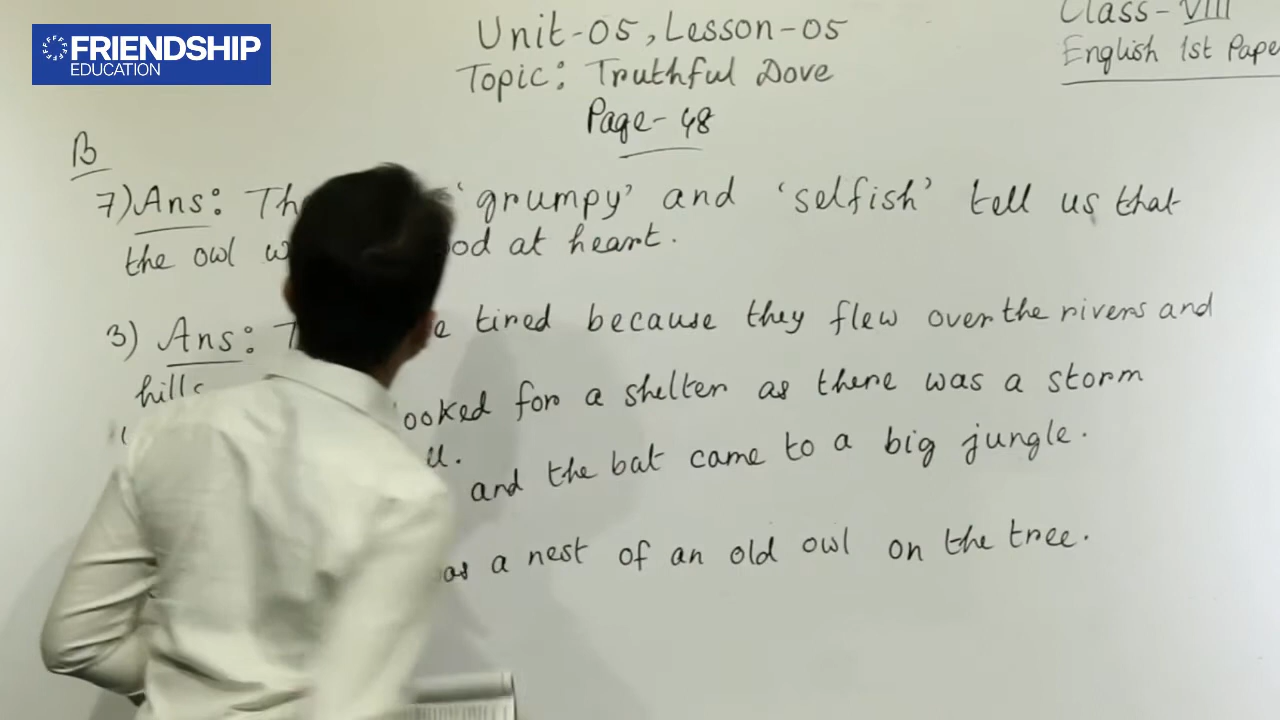 FRIENDSHIP
EDUCATION
Unit-05, Lesson-05
Topic: Truthful Dove
Page-48
Class-VIII
English 1st Pape
B
7) Ans: Th 'grumpy' and 'selfish' tell us that
the owl w od at heart.
3) Ans: T e tired because they flew over the rivers and
hills
ooked for a shelter as there was a storm
ll.
and the bat came to a big jungle.
as a nest of an old owl on the tree.